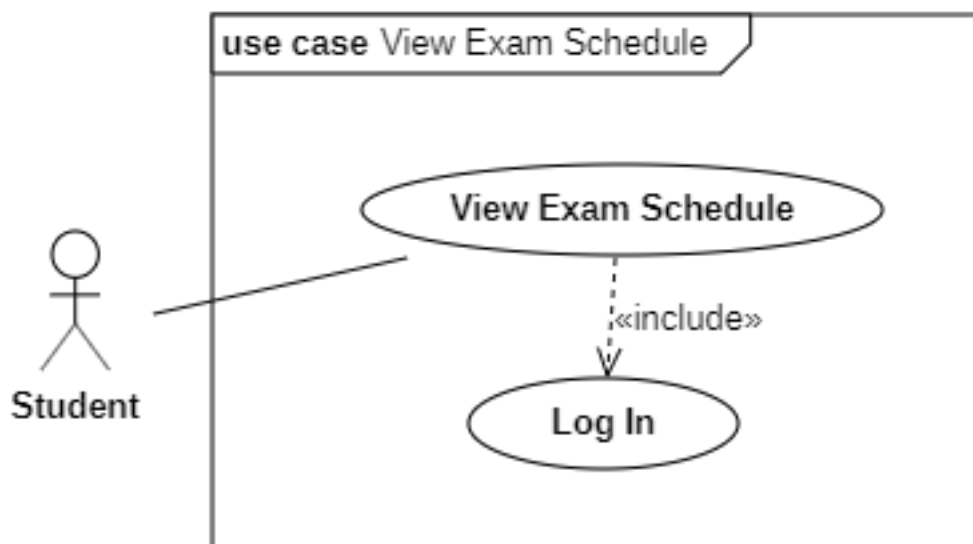 use case View Exam Schedule
View Exam Schedule
«include»
Student
Log In